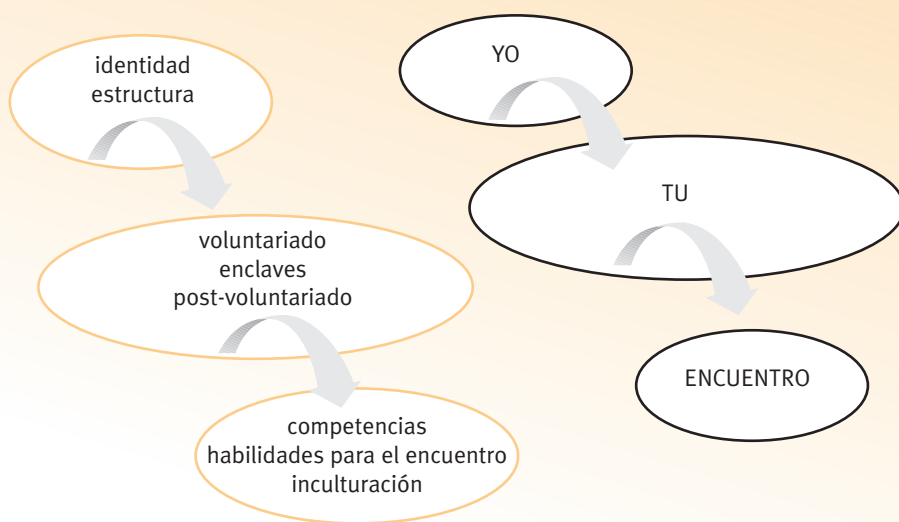 identidad
estructura
voluntariado
enclaves
post-voluntariado
competencias
habilidades para el encuentro
inculturación
YO
TU
ENCUENTRO